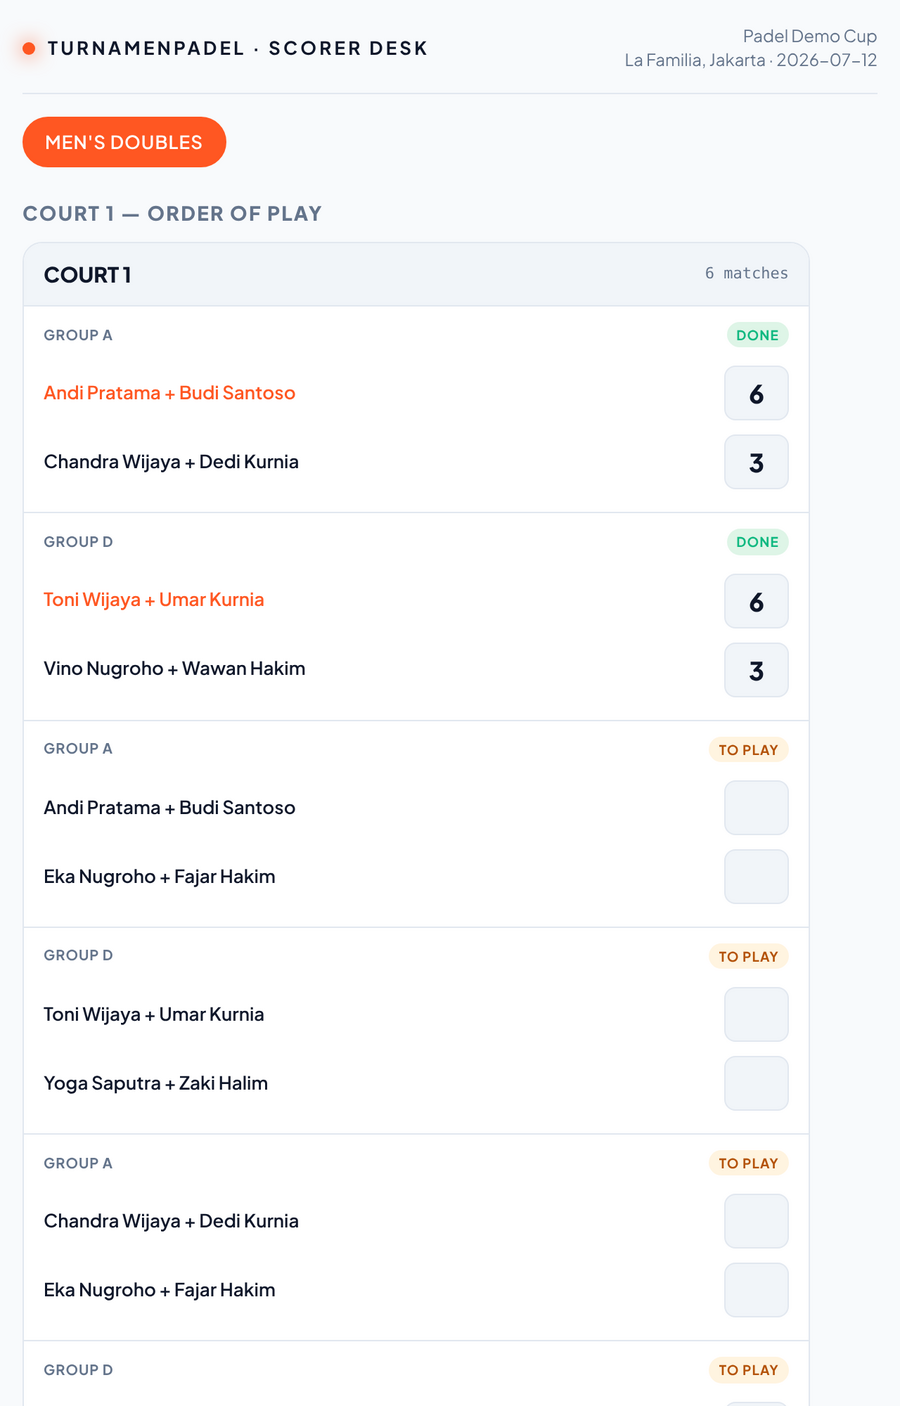 TURNAMENPADEL · SCORER DESK
Padel Demo Cup
La Familia, Jakarta · 2026-07-12
MEN'S DOUBLES
COURT 1 — ORDER OF PLAY
COURT 1
6 matches
GROUP A
DONE
Andi Pratama + Budi Santoso
6
Chandra Wijaya + Dedi Kurnia
3
GROUP D
DONE
Toni Wijaya + Umar Kurnia
6
Vino Nugroho + Wawan Hakim
3
GROUP A
TO PLAY
Andi Pratama + Budi Santoso
Eka Nugroho + Fajar Hakim
GROUP D
TO PLAY
Toni Wijaya + Umar Kurnia
Yoga Saputra + Zaki Halim
GROUP A
TO PLAY
Chandra Wijaya + Dedi Kurnia
Eka Nugroho + Fajar Hakim
GROUP D
TO PLAY